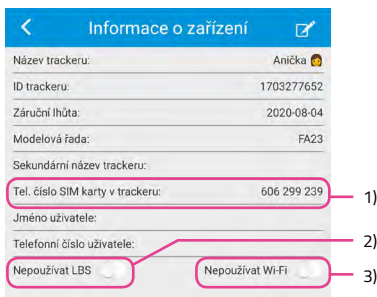 Informace o zařízení
Název trackeru: Anička
ID trackeru: 1703277652
Záruční lhůta: 2020-08-04
Modelová řada: FA23
Sekundární název trackeru:
Tel. číslo SIM karty v trackeru: 606 299 239 1)
Jméno uživatele:
Telefonní číslo uživatele: 2)
Nepoužívat LBS Nepoužívat Wi-Fi 3)